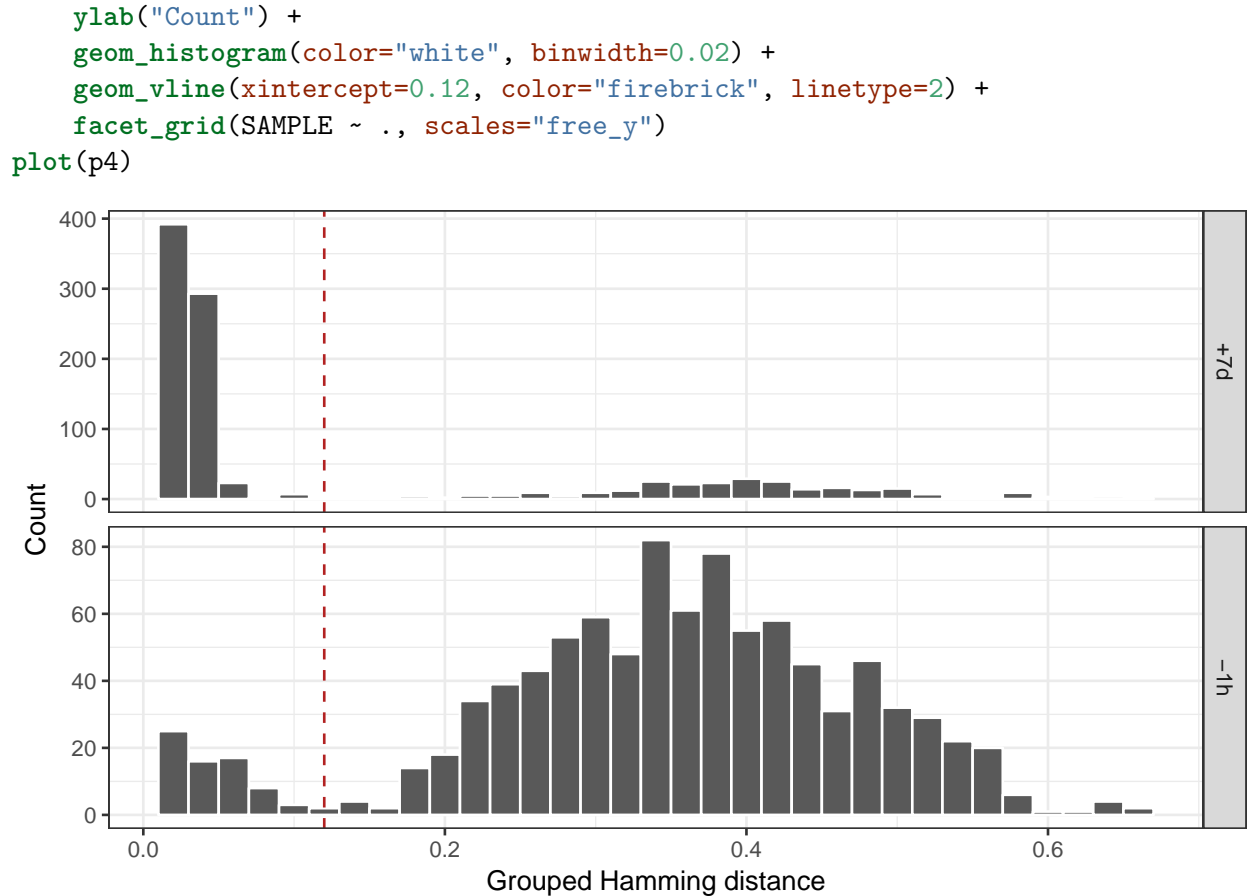 ylab("Count") +
geom_histogram(color="white", binwidth=0.02) +
geom_vline(xintercept=0.12, color="firebrick", linetype=2) +
facet_grid(SAMPLE ~ ., scales="free_y")
plot(p4)
400
300
200
100
0
+7d
Count
80
60
40
20
0
−1h
0.0
0.2
0.4
0.6
Grouped Hamming distance